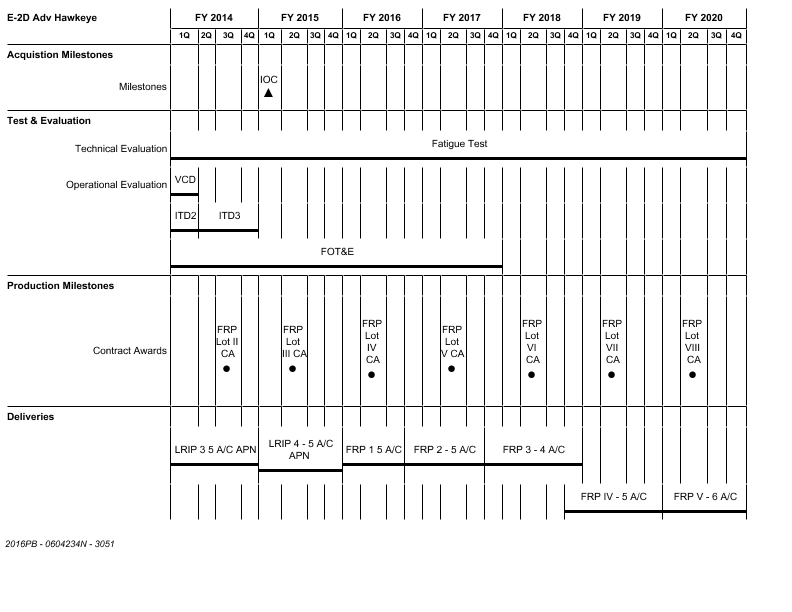 E-2D Adv Hawkeye FY 2014 FY 2015 FY 2016 FY 2017 FY 2018 FY 2019 FY 2020
1Q 2Q 3Q 4Q 1Q 2Q 3Q 4Q 1Q 2Q 3Q 4Q 1Q 2Q 3Q 4Q 1Q 2Q 3Q 4Q 1Q 2Q 3Q 4Q 1Q 2Q 3Q 4Q
Acquistion Milestones
IOC
Milestones
Test & Evaluation
Fatigue Test
Technical Evaluation
VCD
Operational Evaluation
ITD2 ITD3
FOT&E
Production Milestones
FRP
Lot II
CA
FRP
Lot
III CA
FRP
Lot
IV
CA
FRP
Lot
V CA
FRP
Lot
VI
CA
FRP
Lot
VII
CA
FRP
Lot
VIII
CA
Contract Awards
Deliveries
LRIP 3 5 A/C APN
LRIP 4 - 5 A/C
APN
FRP 1 5 A/C
FRP 2 - 5 A/C
FRP 3 - 4 A/C
FRP IV - 5 A/C
FRP V - 6 A/C
2016PB - 0604234N - 3051